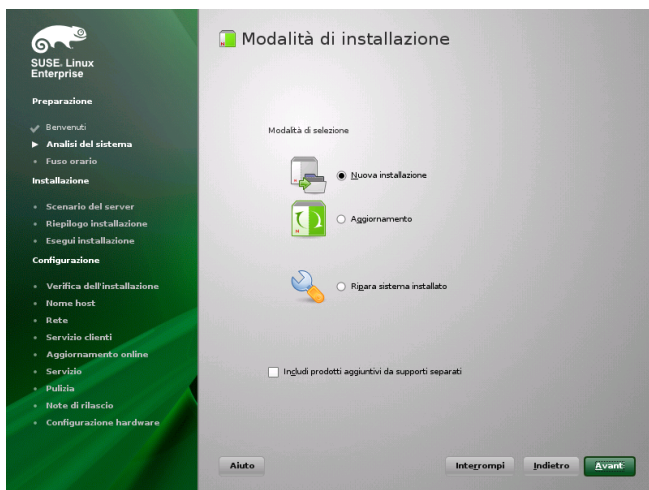 SUSE. Linux
Enterprise
Preparazione
Benvenuti
Analisi del sistema
Fuso orario
Installazione
Scenario del server
Riepilogo installazione
Esegui installazione
Configurazione
Verifica dell'installazione
Nome host
Rete
Servizio clienti
Aggiornamento online
Servizio
Pulizia
Note di rilascio
Configurazione hardware
Modalità di installazione
Modalità di selezione
Nuova installazione
Aggiornamento
Ripara sistema installato
Includi prodotti aggiuntivi da supporti separati
Aiuto
Interrompi
Indietro
Avanti